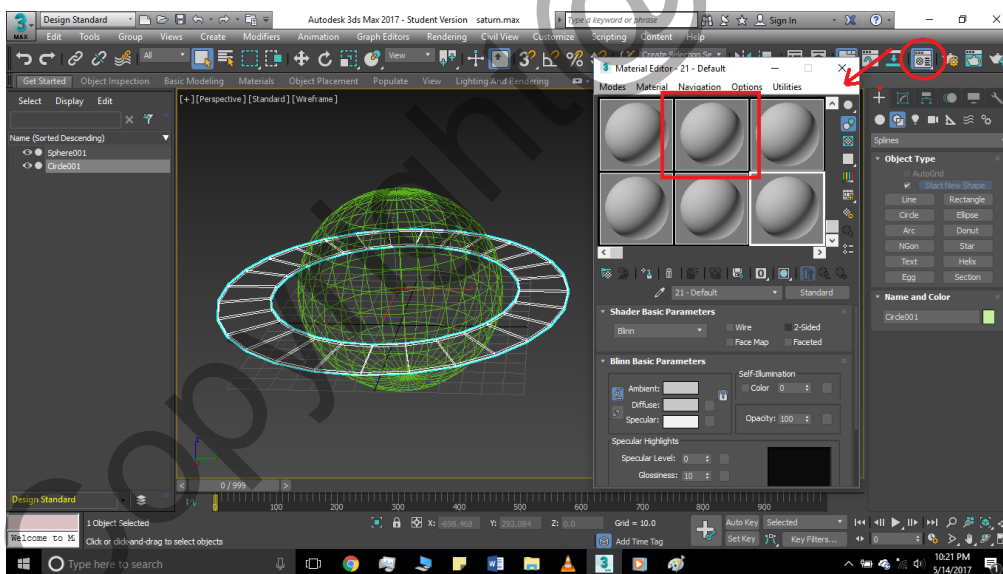 Design Standard
Autodesk 3ds Max 2017 - Student Version saturn.max
Type a keyword or phrase
Sign In
MAX
Edit Tools Group Views Create Modifiers Animation Graph Editors Rendering Civil View Customize Scripting Content Help
All
View
Create Selection Se
Get Started Object Inspection Basic Modeling Materials Object Placement Populate View Lighting And Rendering
Select Display Edit
Name (Sorted Descending)
Sphere001
Circle001
[+] [Perspective] [Standard] [Wireframe]
Material Editor - 21 - Default
Modes Material Navigation Options Utilities
21 - Default
Standard
Shader Basic Parameters
Blinn
Wire 2-Sided
Face Map Faceted
Blinn Basic Parameters
Self-Illumination
Ambient: Color 0
Diffuse:
Specular: Opacity: 100
Specular Highlights
Specular Level: 0
Glossiness: 10
Splines
Object Type
AutoGrid
Start New Shape
Line Rectangle
Circle Ellipse
Arc Donut
NGon Star
Text Helix
Egg Section
Name and Color
Circle001
0 / 999
Design Standard
0 100 200 300 400 500 600 700 800 900
1 Object Selected
X: -698.468 Y: 292.084 Z: 0.0 Grid = 10.0
Auto Key Selected
Welcome to M
Click or click-and-drag to select objects
Add Time Tag
Set Key Key Filters...
0
Type here to search
10:21 PM
5/14/2017
Copyright@